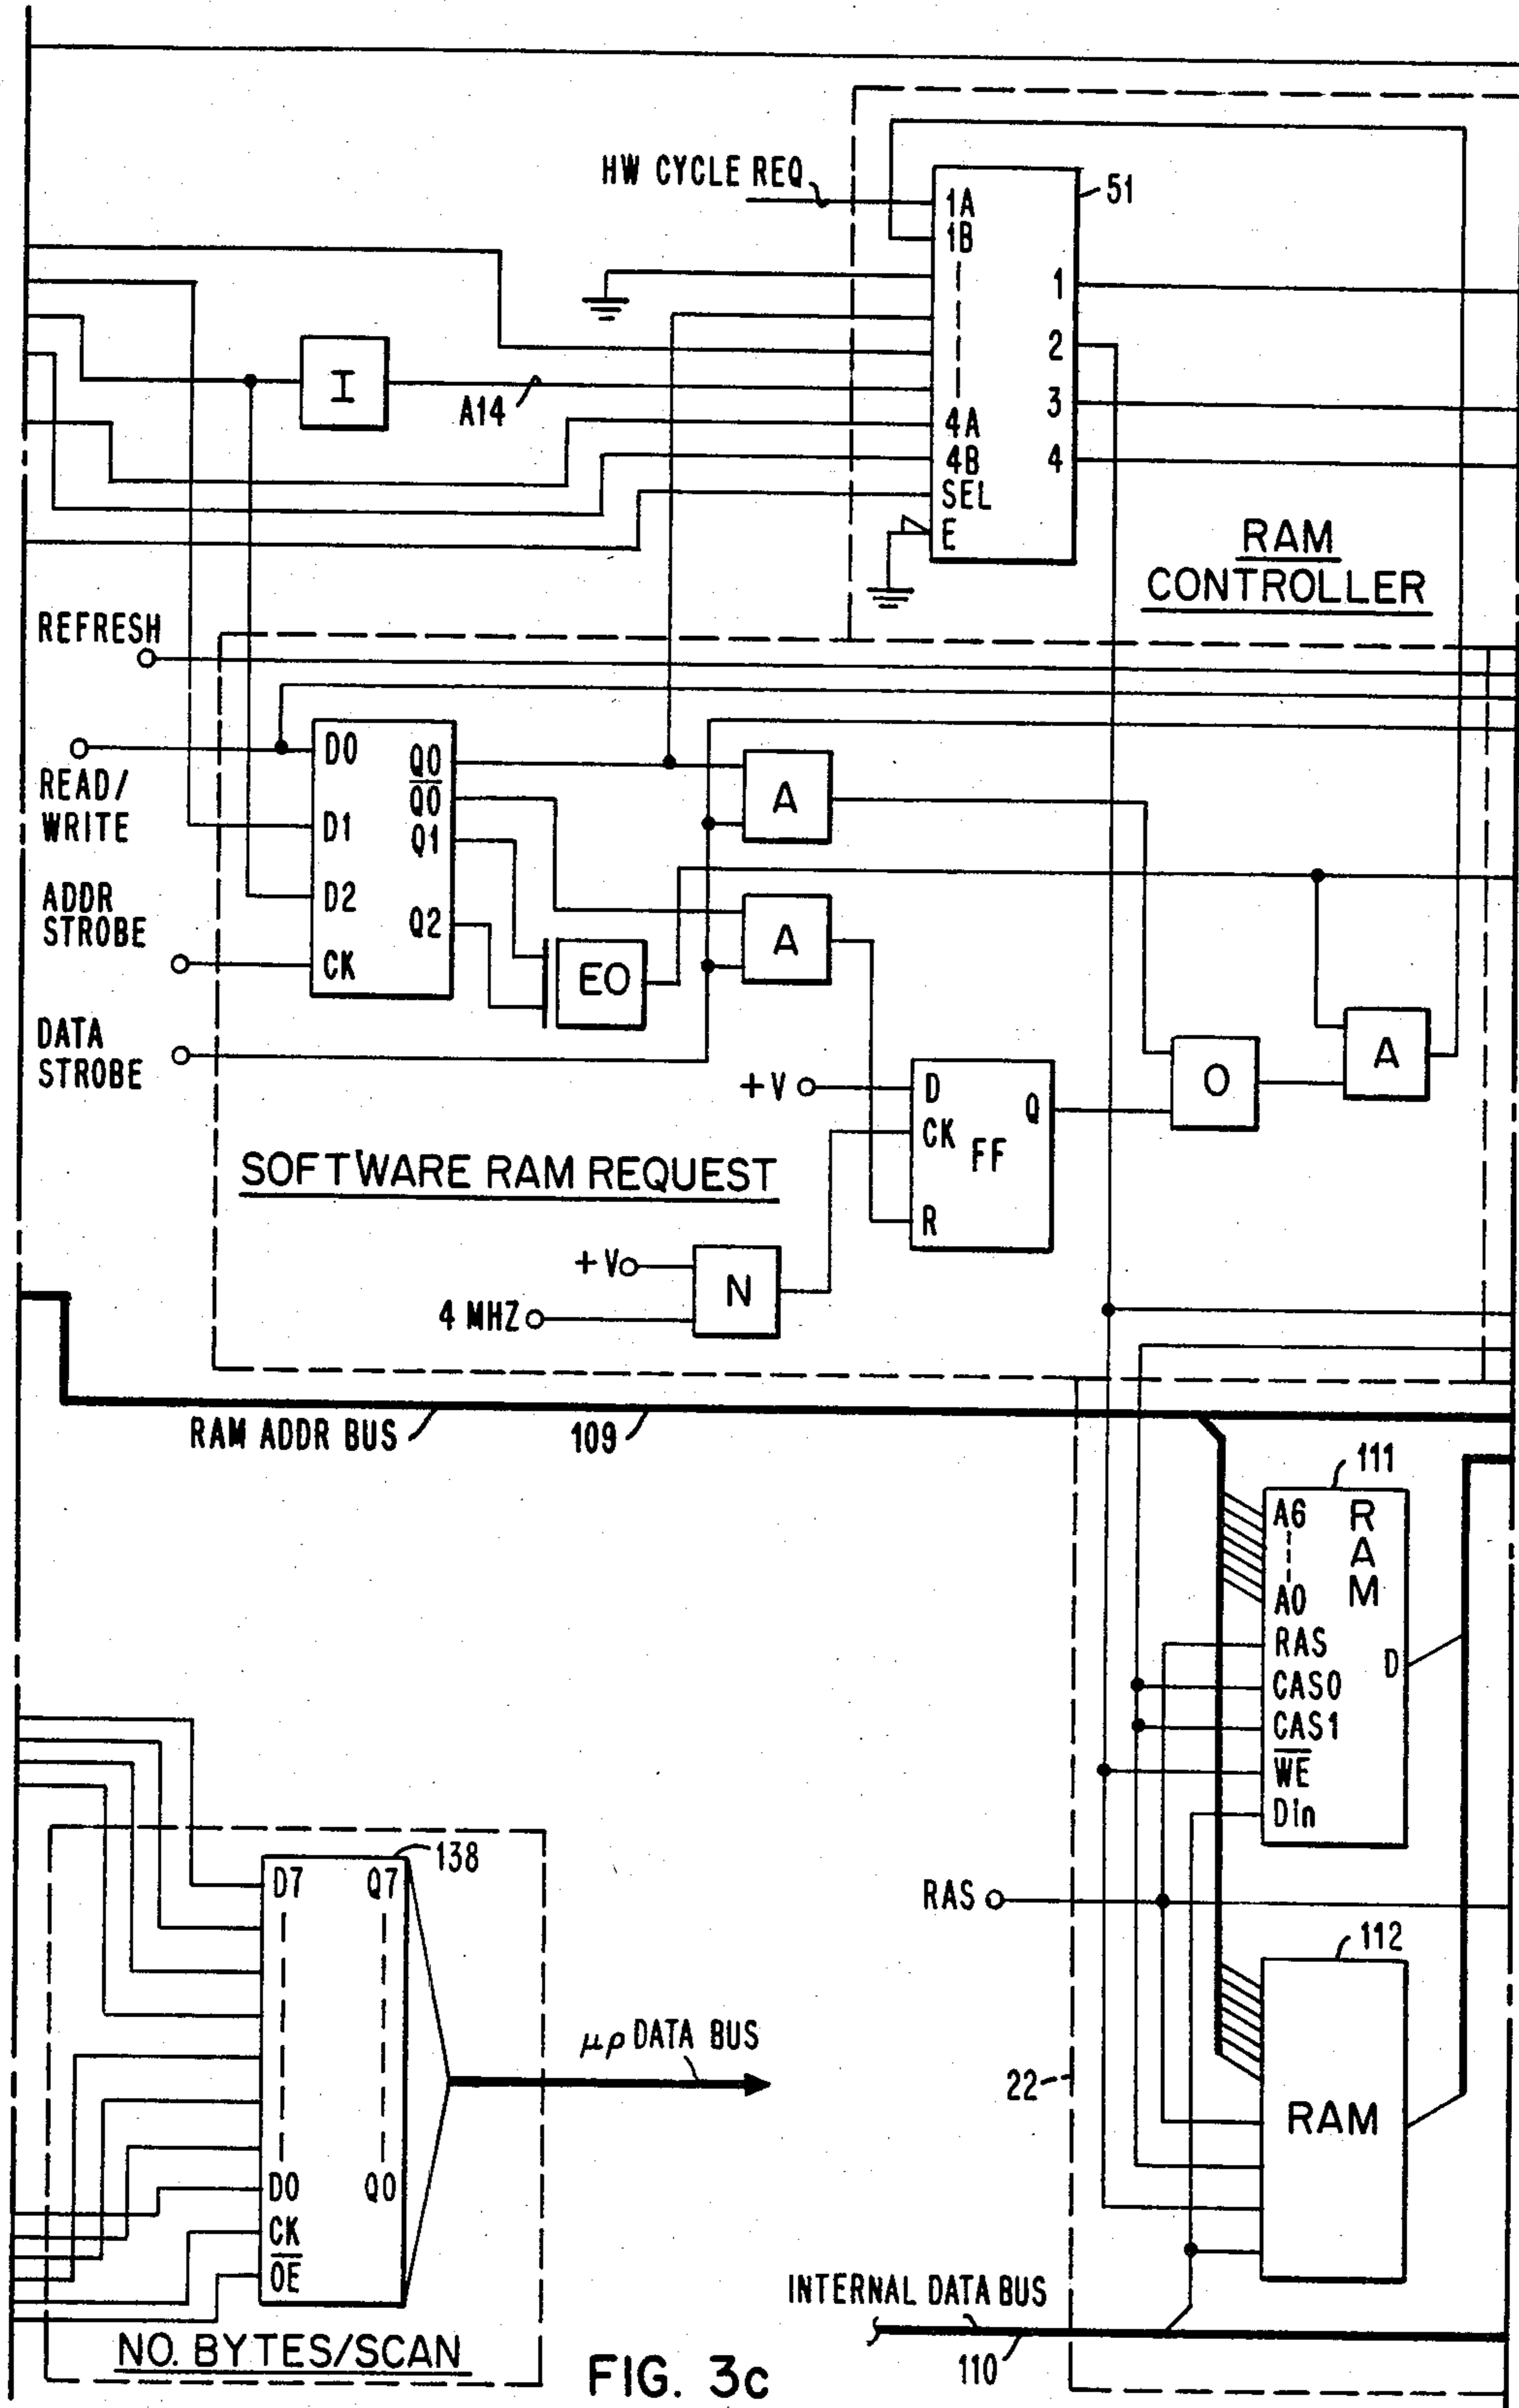 HW CYCLE REQ
51
1A
1B
1
2
3
4
I
A14
4A
4B
SEL
E
RAM
CONTROLLER
REFRESH
READ/
WRITE
ADDR
STROBE
DATA
STROBE
D0
D1
D2
CK
Q0
Q0
Q1
Q2
A
A
EO
+V
D
CK
FF
Q
R
O
A
SOFTWARE RAM REQUEST
+V
4 MHZ
N
RAM ADDR BUS
109
111
A6
A0
RAS
CAS0
CAS1
WE
Din
R
A
M
D
RAS
112
RAM
22
138
D7
Q7
D0
Q0
CK
OE
NO. BYTES/SCAN
μρ DATA BUS
INTERNAL DATA BUS
110
FIG. 3c